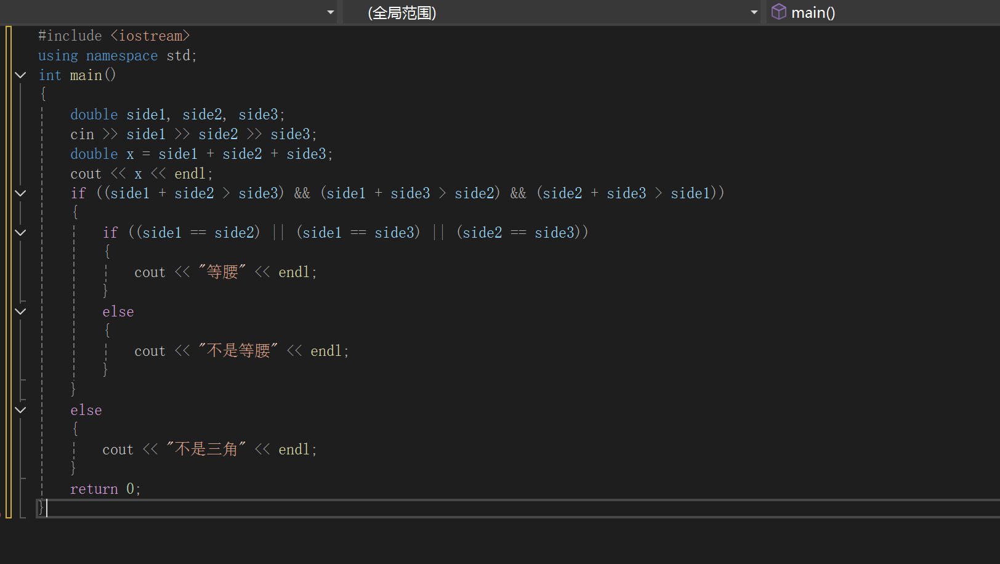 (全局范围) main()
#include <iostream>
using namespace std;
int main()
{
    double side1, side2, side3;
    cin >> side1 >> side2 >> side3;
    double x = side1 + side2 + side3;
    cout << x << endl;
    if ((side1 + side2 > side3) && (side1 + side3 > side2) && (side2 + side3 > side1))
    {
        if ((side1 == side2) || (side1 == side3) || (side2 == side3))
        {
            cout << "等腰" << endl;
        }
        else
        {
            cout << "不是等腰" << endl;
        }
    }
    else
    {
        cout << "不是三角" << endl;
    }
    return 0;
}